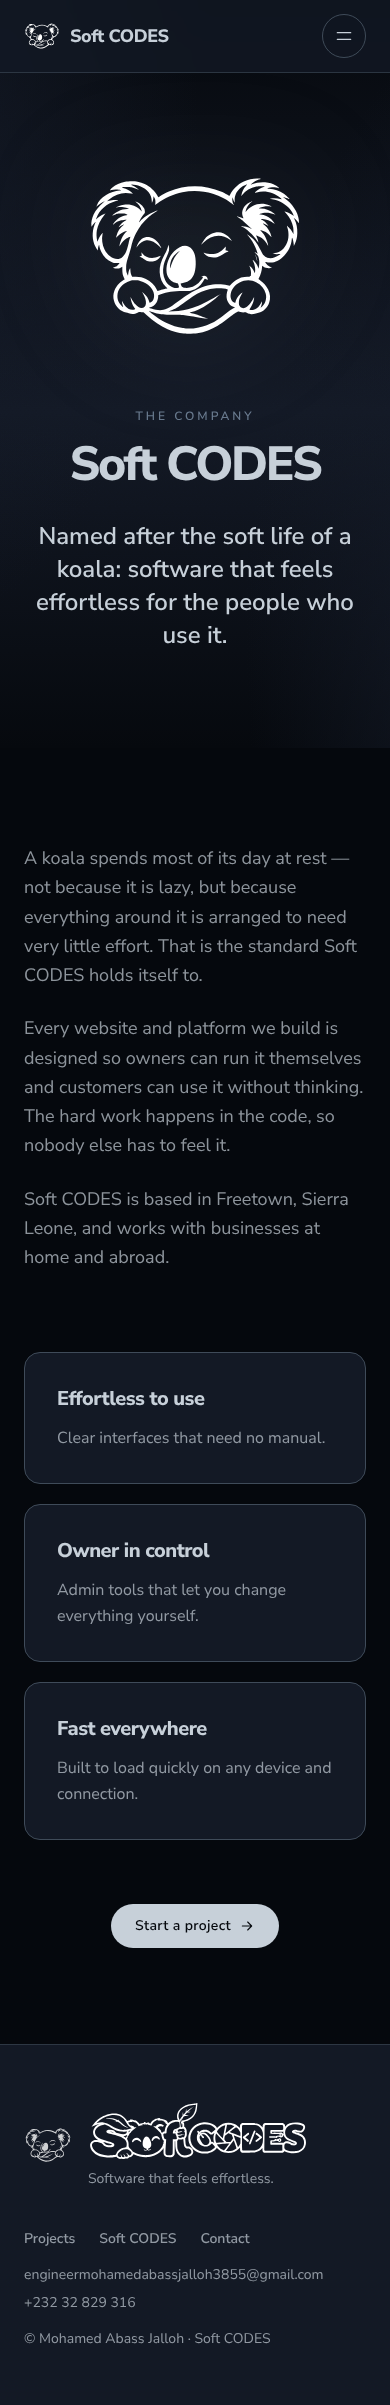 Soft CODES
THE COMPANY
Soft CODES
Named after the soft life of a
koala: software that feels
effortless for the people who
use it.
A koala spends most of its day at rest —
not because it is lazy, but because
everything around it is arranged to need
very little effort. That is the standard Soft
CODES holds itself to.
Every website and platform we build is
designed so owners can run it themselves
and customers can use it without thinking.
The hard work happens in the code, so
nobody else has to feel it.
Soft CODES is based in Freetown, Sierra
Leone, and works with businesses at
home and abroad.
Effortless to use
Clear interfaces that need no manual.
Owner in control
Admin tools that let you change
everything yourself.
Fast everywhere
Built to load quickly on any device and
connection.
Start a project →
SoftCODES
Software that feels effortless.
Projects Soft CODES Contact
engineermohamedabassjalloh3855@gmail.com
+232 32 829 316
© Mohamed Abass Jalloh · Soft CODES